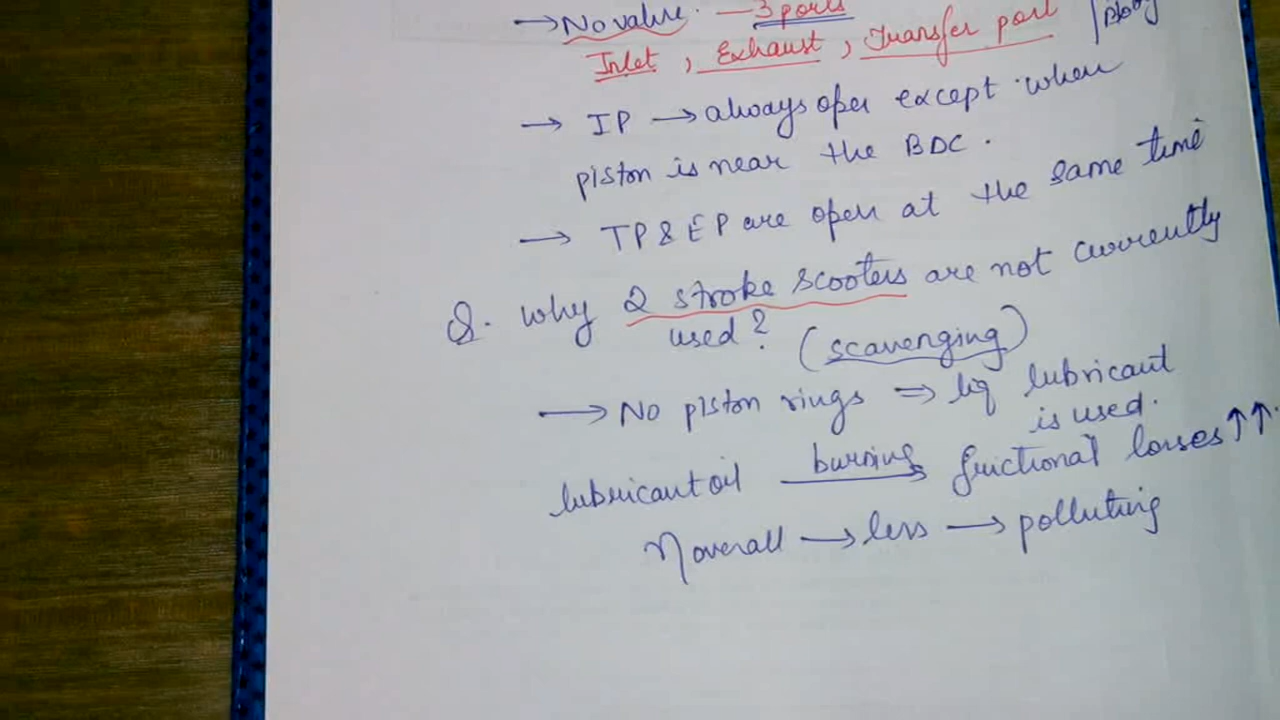 → No valve. — 3 ports
Inlet, Exhaust, Transfer port
→ IP → always open except when
piston is near the BDC.
→ TP & EP are open at the same time
Q. Why 2 stroke scooters are not currently
used? (scavenging)
→ No piston rings ⇒ liq lubricant
is used.
lubricant oil burning → frictional losses ↑↑.
η overall → less → polluting